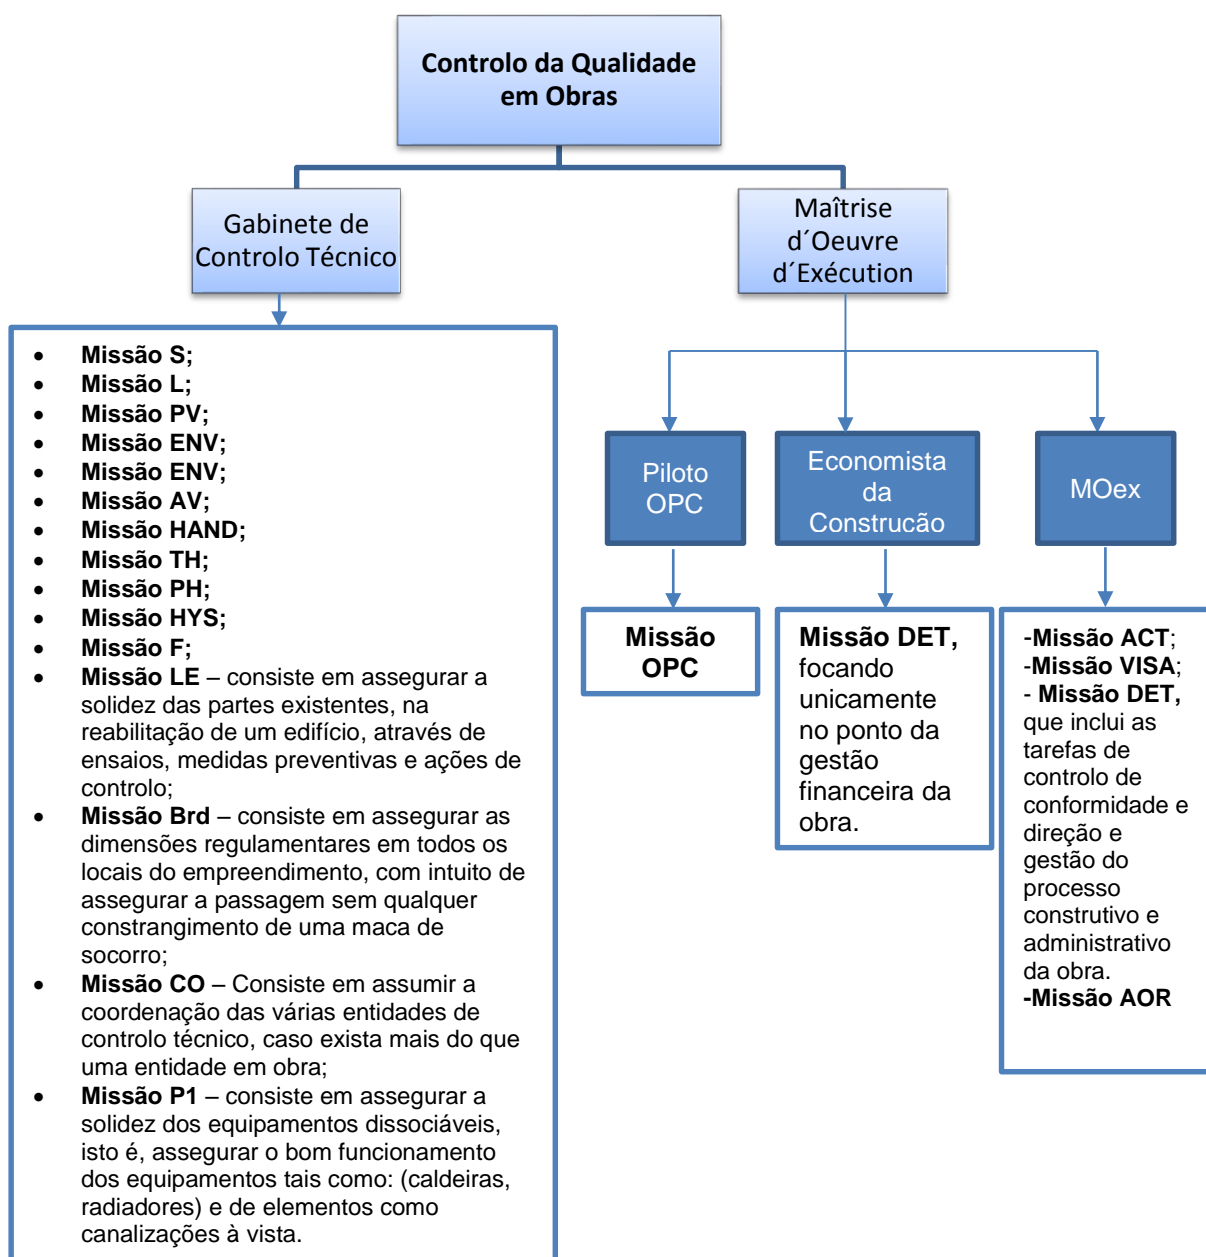 Controlo da Qualidade
em Obras
Gabinete de
Controlo Técnico
Maîtrise
d´Oeuvre
d´Exécution
• Missão S;
• Missão L;
• Missão PV;
• Missão ENV;
• Missão ENV;
• Missão AV;
• Missão HAND;
• Missão TH;
• Missão PH;
• Missão HYS;
• Missão F;
• Missão LE – consiste em assegurar a
solidez das partes existentes, na
reabilitação de um edifício, através de
ensaios, medidas preventivas e ações de
controlo;
• Missão Brd – consiste em assegurar as
dimensões regulamentares em todos os
locais do empreendimento, com intuito de
assegurar a passagem sem qualquer
constrangimento de uma maca de
socorro;
• Missão CO – Consiste em assumir a
coordenação das várias entidades de
controlo técnico, caso exista mais do que
uma entidade em obra;
• Missão P1 – consiste em assegurar a
solidez dos equipamentos dissociáveis,
isto é, assegurar o bom funcionamento
dos equipamentos tais como: (caldeiras,
radiadores) e de elementos como
canalizações à vista.
Piloto
OPC
Economista
da
Construcão
MOex
Missão
OPC
Missão DET,
focando
unicamente
no ponto da
gestão
financeira da
obra.
-Missão ACT;
-Missão VISA;
- Missão DET,
que inclui as
tarefas de
controlo de
conformidade e
direção e
gestão do
processo
construtivo e
administrativo
da obra.
-Missão AOR